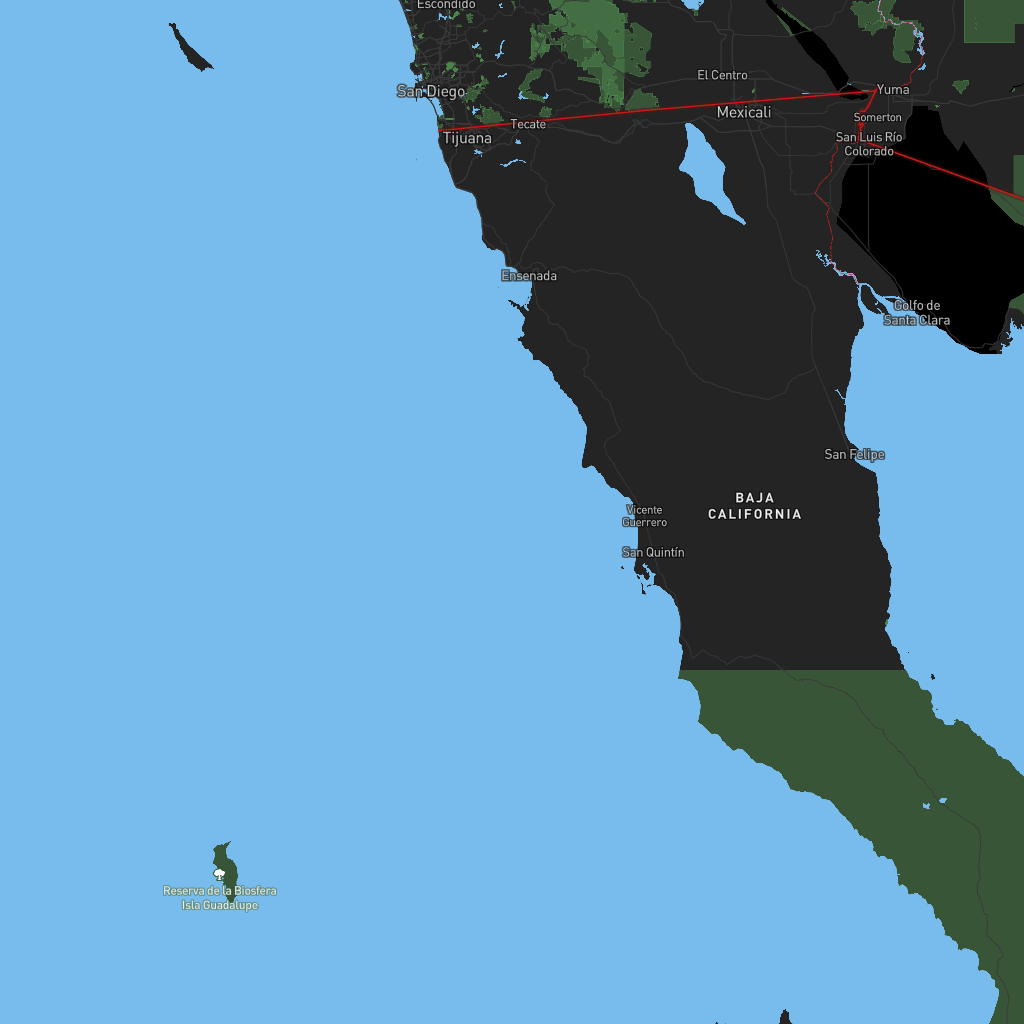 Escondido
El Centro
San Diego
Yuma
Mexicali
Somerton
Tecate
Tijuana
San Luis Río
Colorado
Ensenada
Golfo de
Santa Clara
San Felipe
BAJA
CALIFORNIA
Vicente
Guerrero
San Quintín
Reserva de la Biosfera
Isla Guadalupe